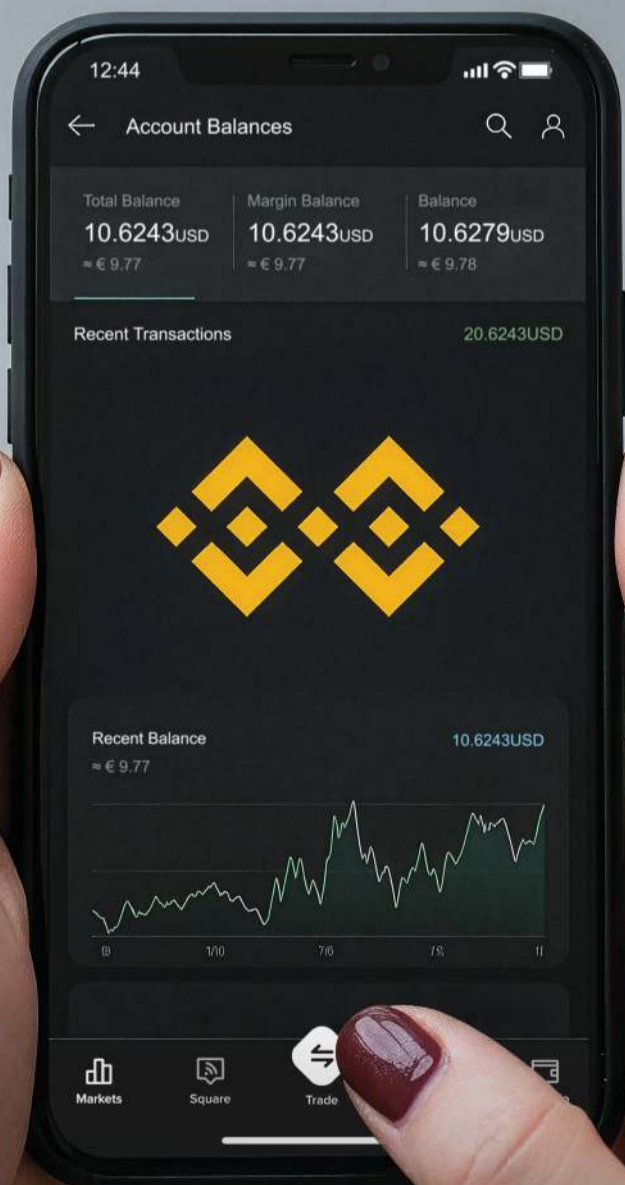 12:44
Account Balances
Total Balance Margin Balance Balance
10.6243USD 10.6243USD 10.6279USD
≈ € 9.77 ≈ € 9.77 ≈ € 9.78
Recent Transactions 20.6243USD
Recent Balance 10.6243USD
≈ € 9.77
1/10 7/6
Markets Square Trade